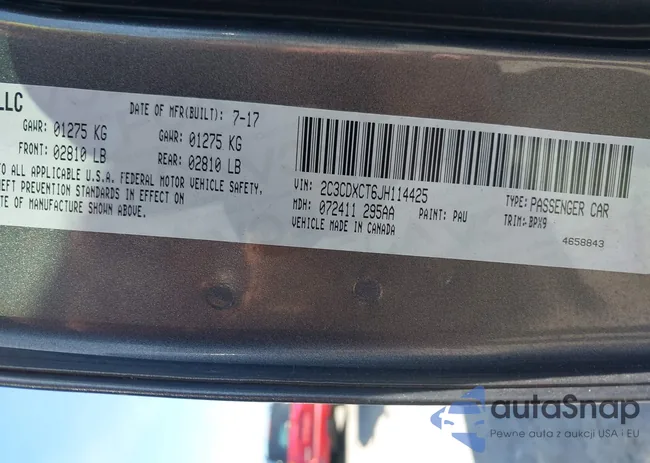 LLC
DATE OF MFR(BUILT): 7-17
GAWR: 01275 KG
GAWR: 01275 KG
FRONT: 02810 LB
REAR: 02810 LB
TO ALL APPLICABLE U.S.A. FEDERAL MOTOR VEHICLE SAFETY,
THEFT PREVENTION STANDARDS IN EFFECT ON
TE OF MANUFACTURE SHOWN ABOVE.
VIN: 2C3CDXCT6JH114425
TYPE: PASSENGER CAR
MDH: 072411 295AA
PAINT: PAU
TRIM: BPX9
VEHICLE MADE IN CANADA
4658843
autaSnap
Pewne auta z aukcji USA i EU